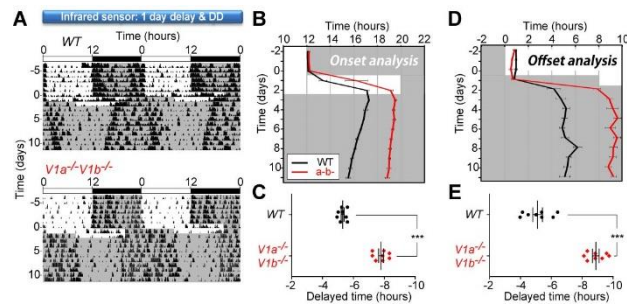 Infrared sensor: 1 day delay & DD
A
Time (hours)
WT
0 12 0 12 0
Time (days)
-5
0
5
10
V1a-/-V1b-/-
0 12 0 12 0
-5
0
5
10
B
Time (hours)
10 12 14 16 18 20 22
Onset analysis
Time (days)
-2
0
2
4
6
8
10
WT
a-b-
C
WT
V1a-/-
V1b-/-
***
-2 -4 -6 -8 -10
Delayed time (hours)
D
Time (hours)
-4 -2 0 2 4 6 8 10
Offset analysis
Time (days)
-2
0
2
4
6
8
10
E
WT
V1a-/-
V1b-/-
***
-2 -4 -6 -8 -10
Delayed time (hours)